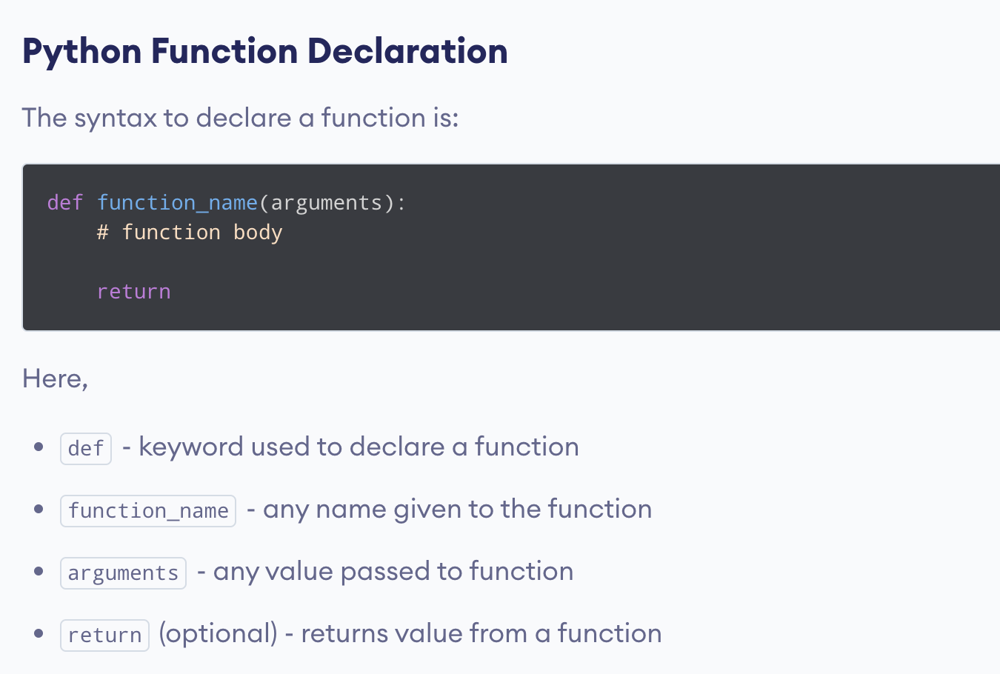 Python Function Declaration
The syntax to declare a function is:
def function_name(arguments):
    # function body
    return
Here,
• def - keyword used to declare a function
• function_name - any name given to the function
• arguments - any value passed to function
• return (optional) - returns value from a function